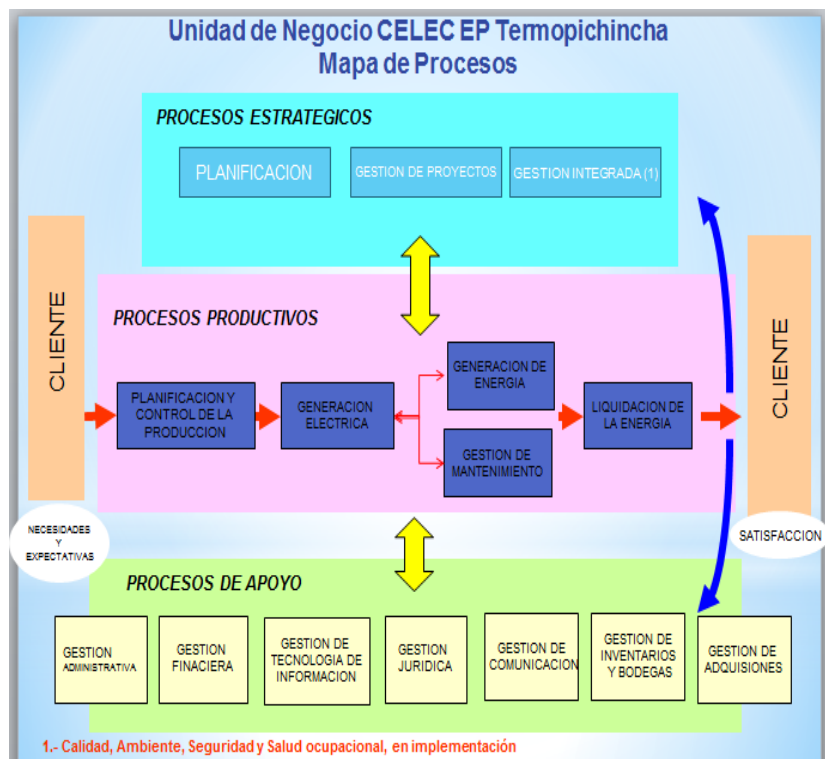 Unidad de Negocio CELEC EP Termopichincha
Mapa de Procesos
PROCESOS ESTRATEGICOS
PLANIFICACION
GESTION DE PROYECTOS
GESTION INTEGRADA (1)
CLIENTE
PROCESOS PRODUCTIVOS
PLANIFICACION Y
CONTROL DE LA
PRODUCCION
GENERACION
ELECTRICA
GENERACION DE
ENERGIA
GESTION DE
MANTENIMIENTO
LIQUIDACION DE
LA ENERGIA
CLIENTE
NECESIDADES
Y
EXPECTATIVAS
SATISFACCION
PROCESOS DE APOYO
GESTION
ADMINISTRATIVA
GESTION
FINACIERA
GESTION DE
TECNOLOGIA DE
INFORMACION
GESTION
JURIDICA
GESTION DE
COMUNICACION
GESTION DE
INVENTARIOS
Y BODEGAS
GESTION DE
ADQUISIONES
1.- Calidad, Ambiente, Seguridad y Salud ocupacional, en implementación